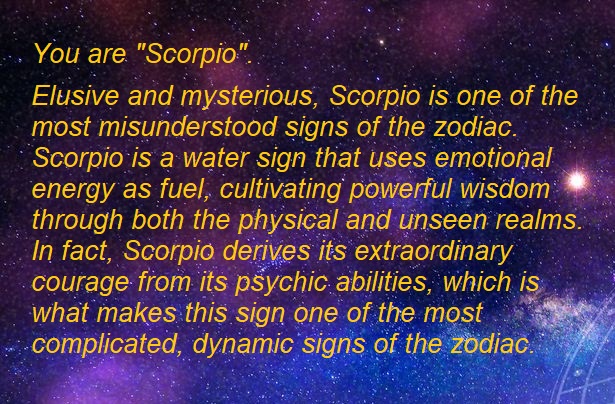 You are "Scorpio".
Elusive and mysterious, Scorpio is one of the
most misunderstood signs of the zodiac.
Scorpio is a water sign that uses emotional
energy as fuel, cultivating powerful wisdom
through both the physical and unseen realms.
In fact, Scorpio derives its extraordinary
courage from its psychic abilities, which is
what makes this sign one of the most
complicated, dynamic signs of the zodiac.